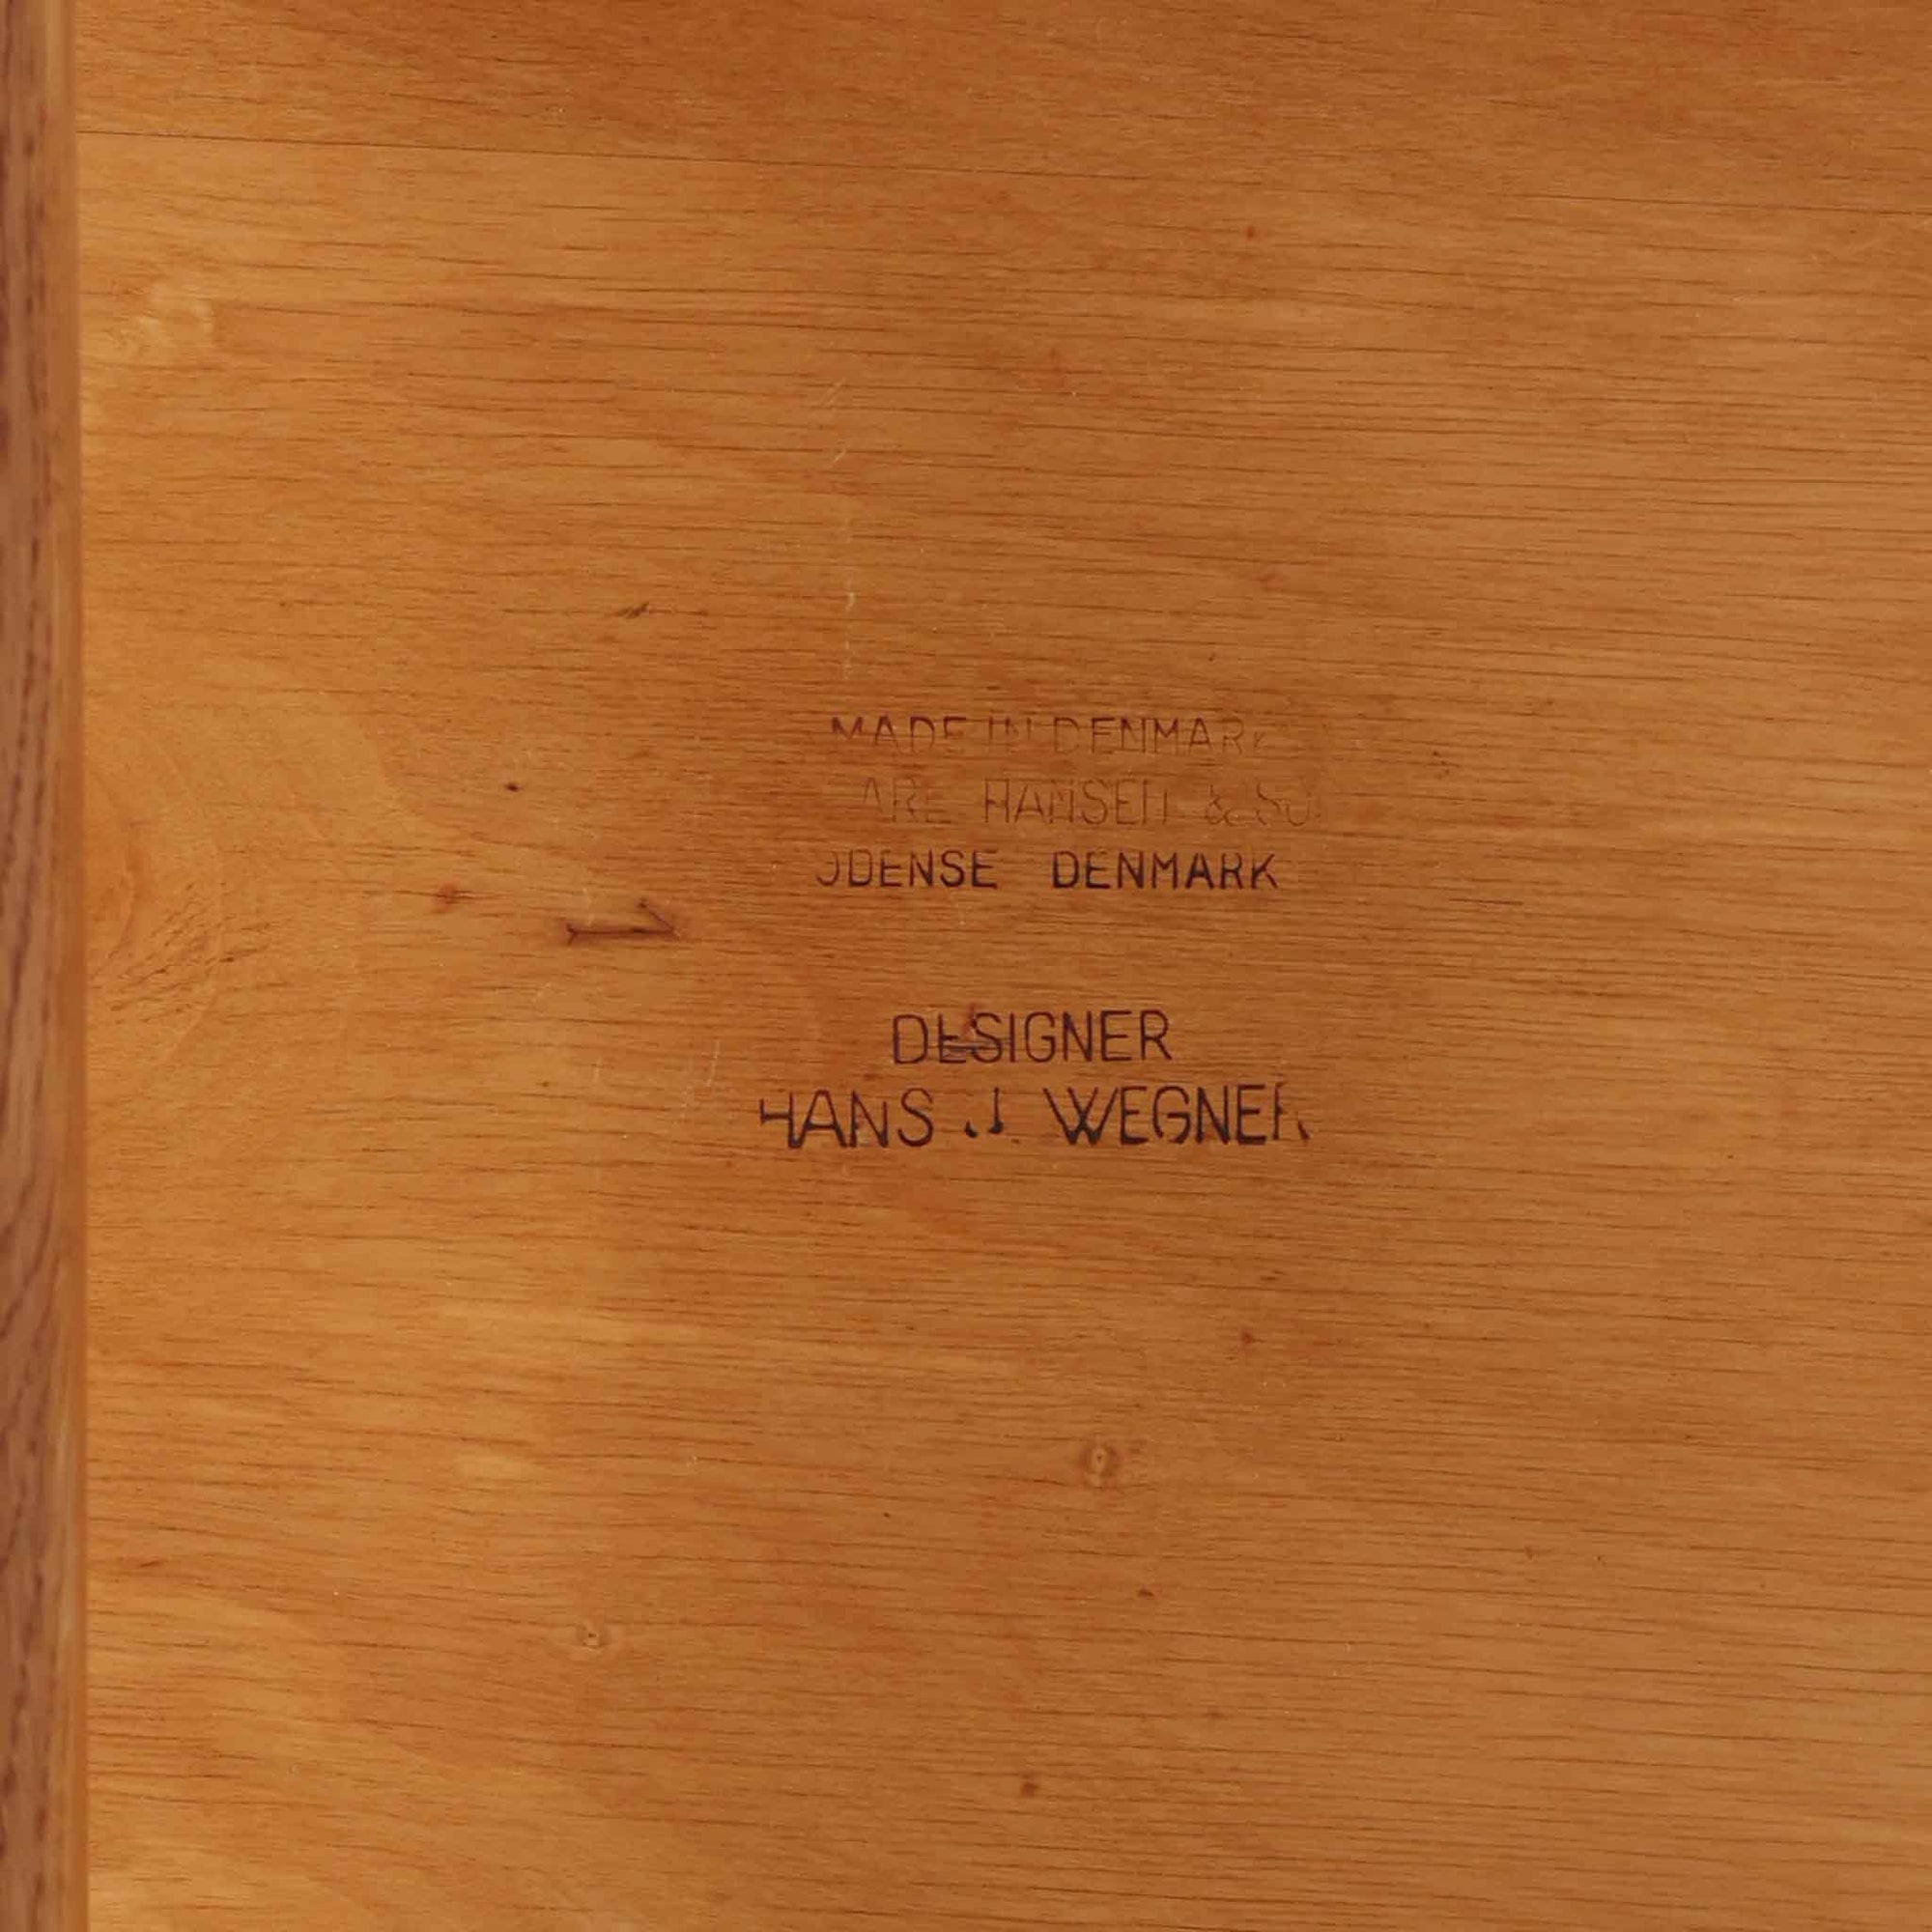 MADE IN DENMARK
HANSEN &
ODENSE DENMARK
DESIGNER
HANS J. WEGNER